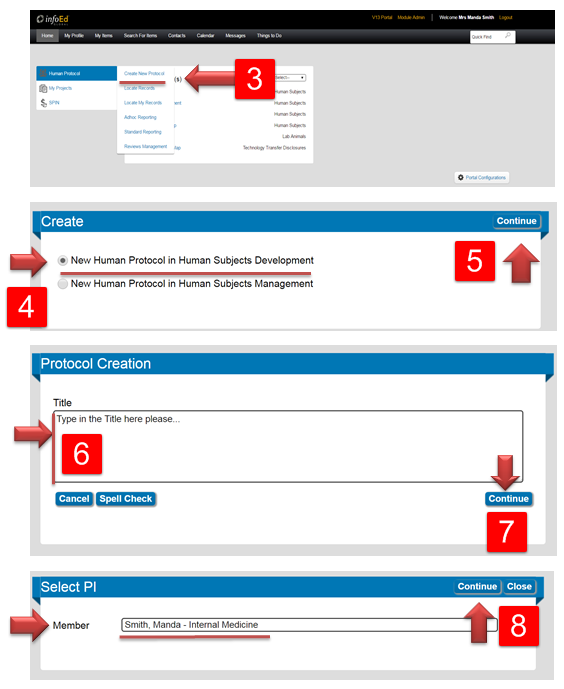 infoEd
GLOBAL
V13 Portal Module Admin Welcome Mrs Manda Smith Logout
Home My Profile My Items Search For Items Contacts Calendar Messages Things to Do
Quick Find
Human Protocol
My Projects
SPIN
Create New Protocol
Locate Records
Locate My Records
Adhoc Reporting
Standard Reporting
Reviews Management
(s)
3
Human Subjects
Human Subjects
Human Subjects
Human Subjects
Lab Animals
Technology Transfer Disclosures
Portal Configurations
Create
Continue
New Human Protocol in Human Subjects Development
New Human Protocol in Human Subjects Management
5
4
Protocol Creation
Title
Type in the Title here please...
6
Cancel Spell Check
Continue
7
Select PI
Continue Close
Member
Smith, Manda - Internal Medicine
8